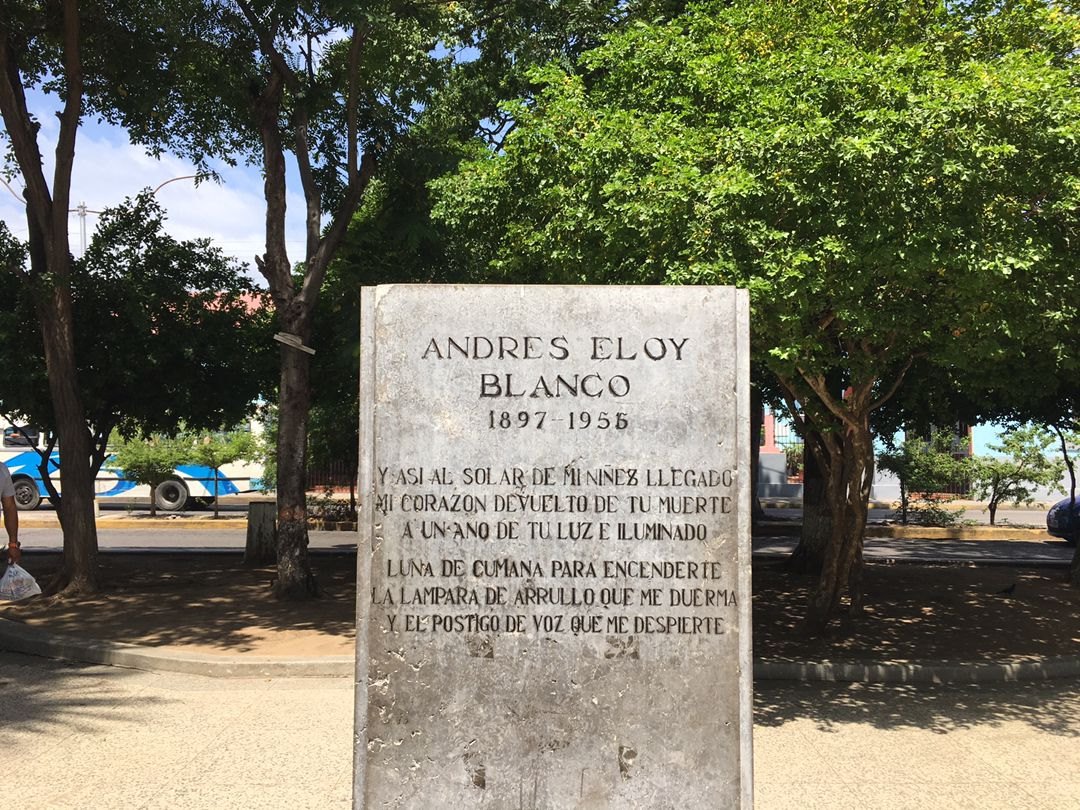 ANDRES ELOY
BLANCO
1897-1955
Y ASI AL SOLAR DE MI NIÑEZ LLEGADO
MI CORAZON DEVUELTO DE TU MUERTE
A UN ANO DE TU LUZ E ILUMINADO
LUNA DE CUMANA PARA ENCENDERTE
LA LAMPARA DE ARRULLO QUE ME DUERMA
Y EL POSTIGO DE VOZ QUE ME DESPIERTE